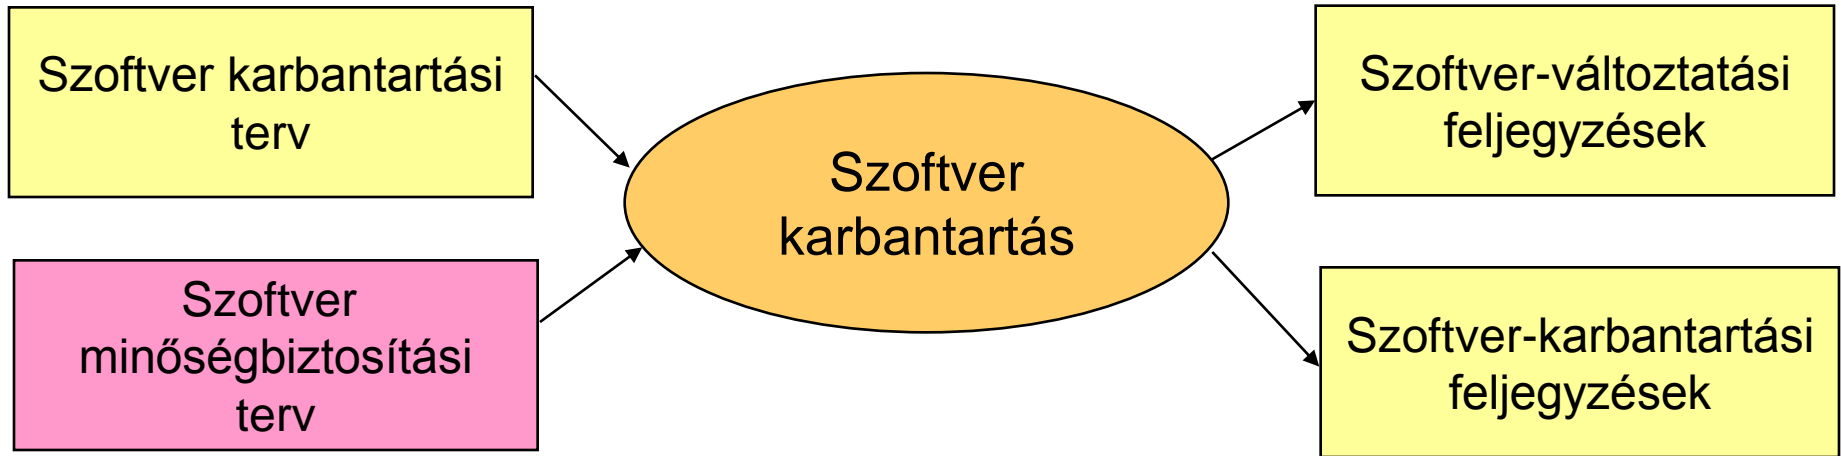 Szoftver karbantartási
terv
Szoftver
minőségbiztosítási
terv
Szoftver
karbantartás
Szoftver-változtatási
feljegyzések
Szoftver-karbantartási
feljegyzések